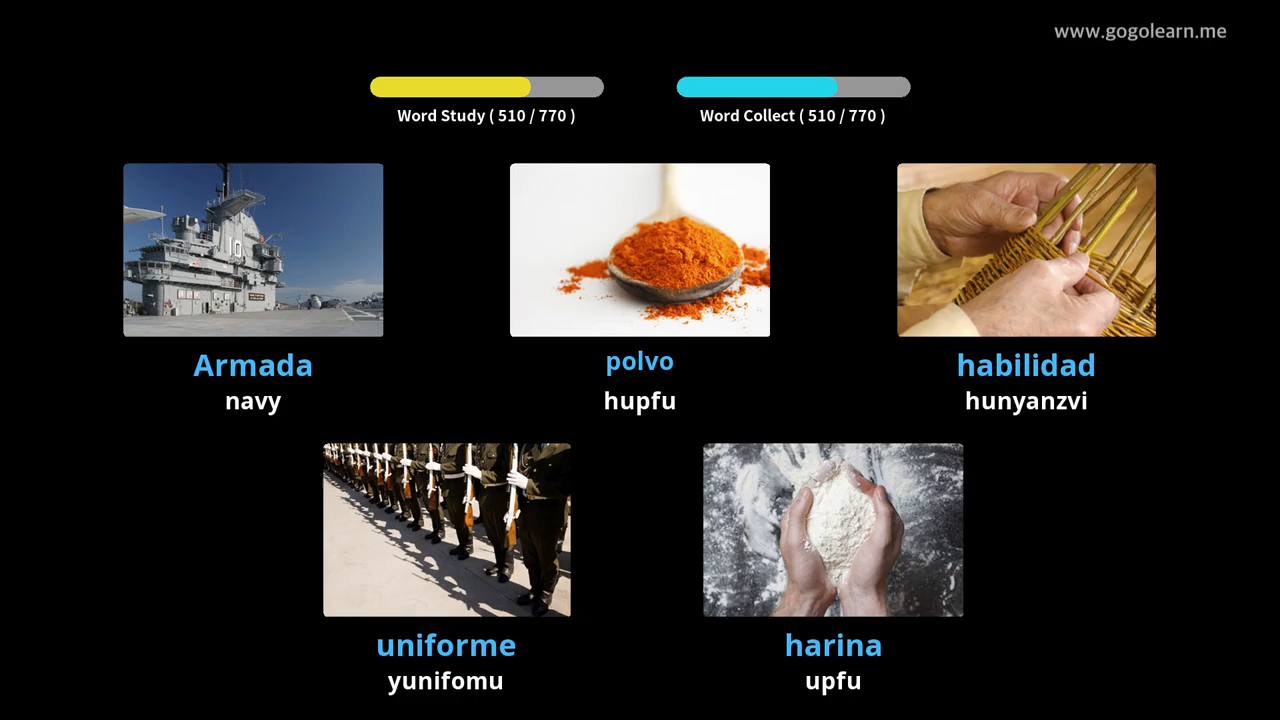 www.gogolearn.me
Word Study ( 510 / 770 )
Word Collect ( 510 / 770 )
10
Armada
navy
polvo
hupfu
habilidad
hunyanzvi
uniforme
yunifomu
harina
upfu